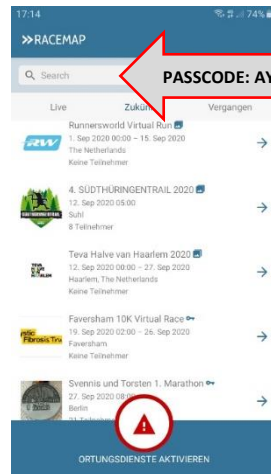 17:14
74%
RACEMAP
Search
PASSCODE: AY
Live Zukün Vergangen
Runnersworld Virtual Run
1. Sep 2020 00:00 – 15. Sep 2020
The Netherlands
Keine Teilnehmer
4. SÜDTHÜRINGENTRAIL 2020
12. Sep 2020 05:00
Suhl
8 Teilnehmer
Teva Halve van Haarlem 2020
12. Sep 2020 00:00 – 27. Sep 2020
Haarlem, The Netherlands
Keine Teilnehmer
Faversham 10K Virtual Race
19. Sep 2020 02:00 – 26. Sep 2020
Faversham
Keine Teilnehmer
Svennis und Torsten 1. Marathon
27. Sep 2020 08:00
Berlin
21 Teilnehm
ORTUNGSDIENSTE AKTIVIEREN